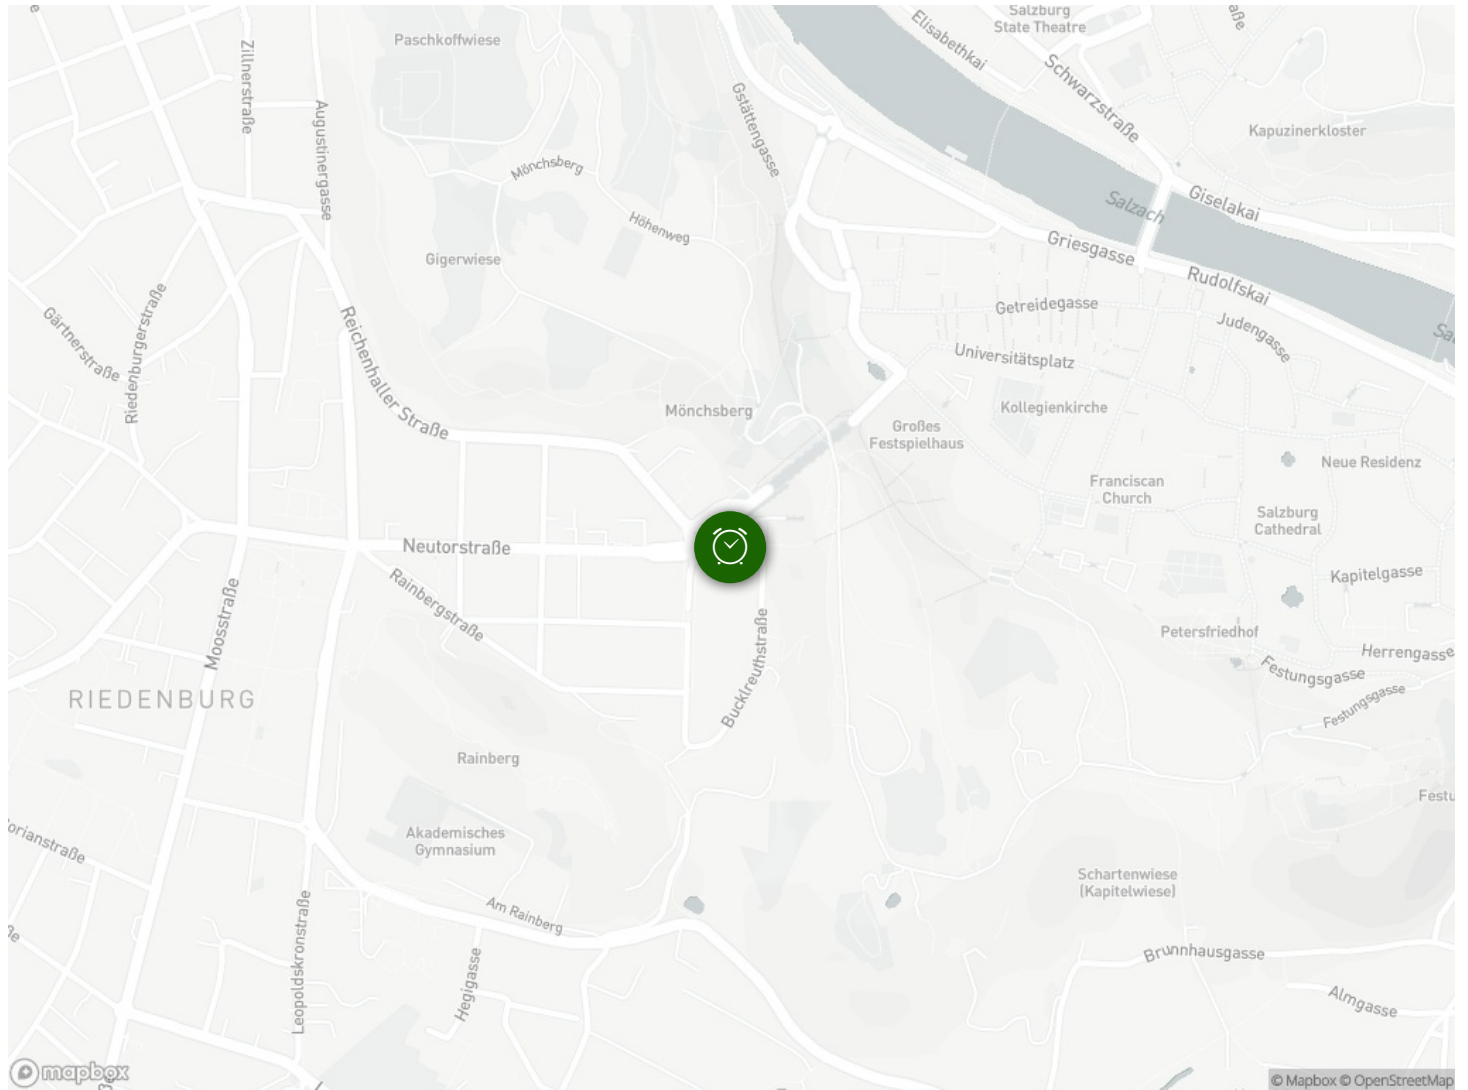 Salzburg
State Theatre
Elisabethkai
Paschkoffwiese
Zillnerstraße
Schwarzstraße
Gstättengasse
Augustinergasse
Kapuzinerkloster
Mönchsberg
Salzach
Giselakai
Höhenweg
Griesgasse
Gigerwiese
Rudolfskai
Getreidegasse
Riedenburgerstraße
Gärtnerstraße
Reichenhaller Straße
Judengasse
Universitätsplatz
Kollegienkirche
Mönchsberg
Großes
Festspielhaus
Neue Residenz
Franciscan
Church
Salzburg
Cathedral
Neutorstraße
Kapitelgasse
Rainbergstraße
Moosstraße
Petersfriedhof
Herrengasse
Bucklreuthstraße
Festungsgasse
RIEDENBURG
Festungsgasse
Rainberg
Festu
orianstraße
Akademisches
Gymnasium
Schartenwiese
(Kapitelwiese)
Am Rainberg
Leopoldskronstraße
Hegigasse
Brunnhausgasse
Almgasse
mapbox
© Mapbox © OpenStreetMap